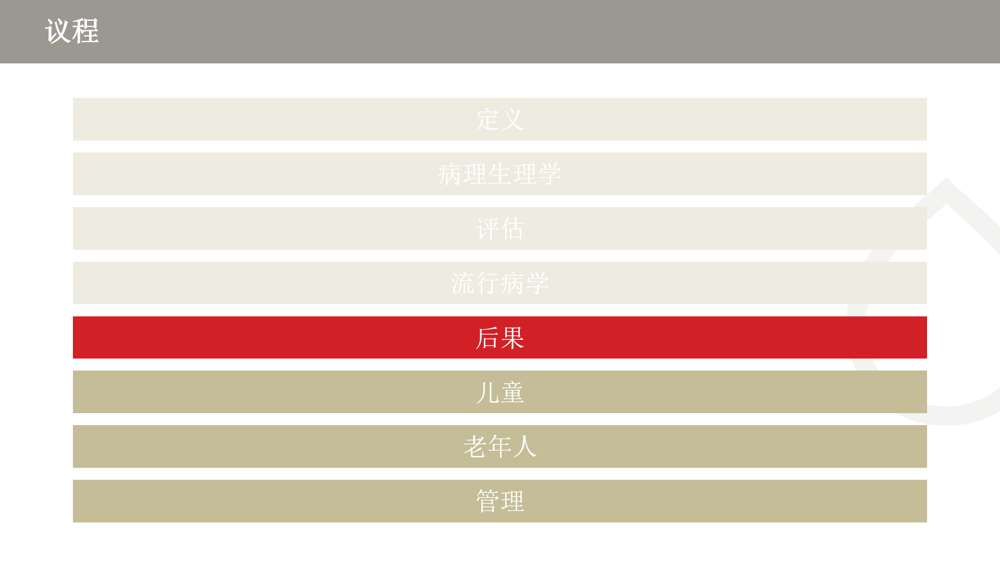 议程
定义
病理生理学
评估
流行病学
后果
儿童
老年人
管理